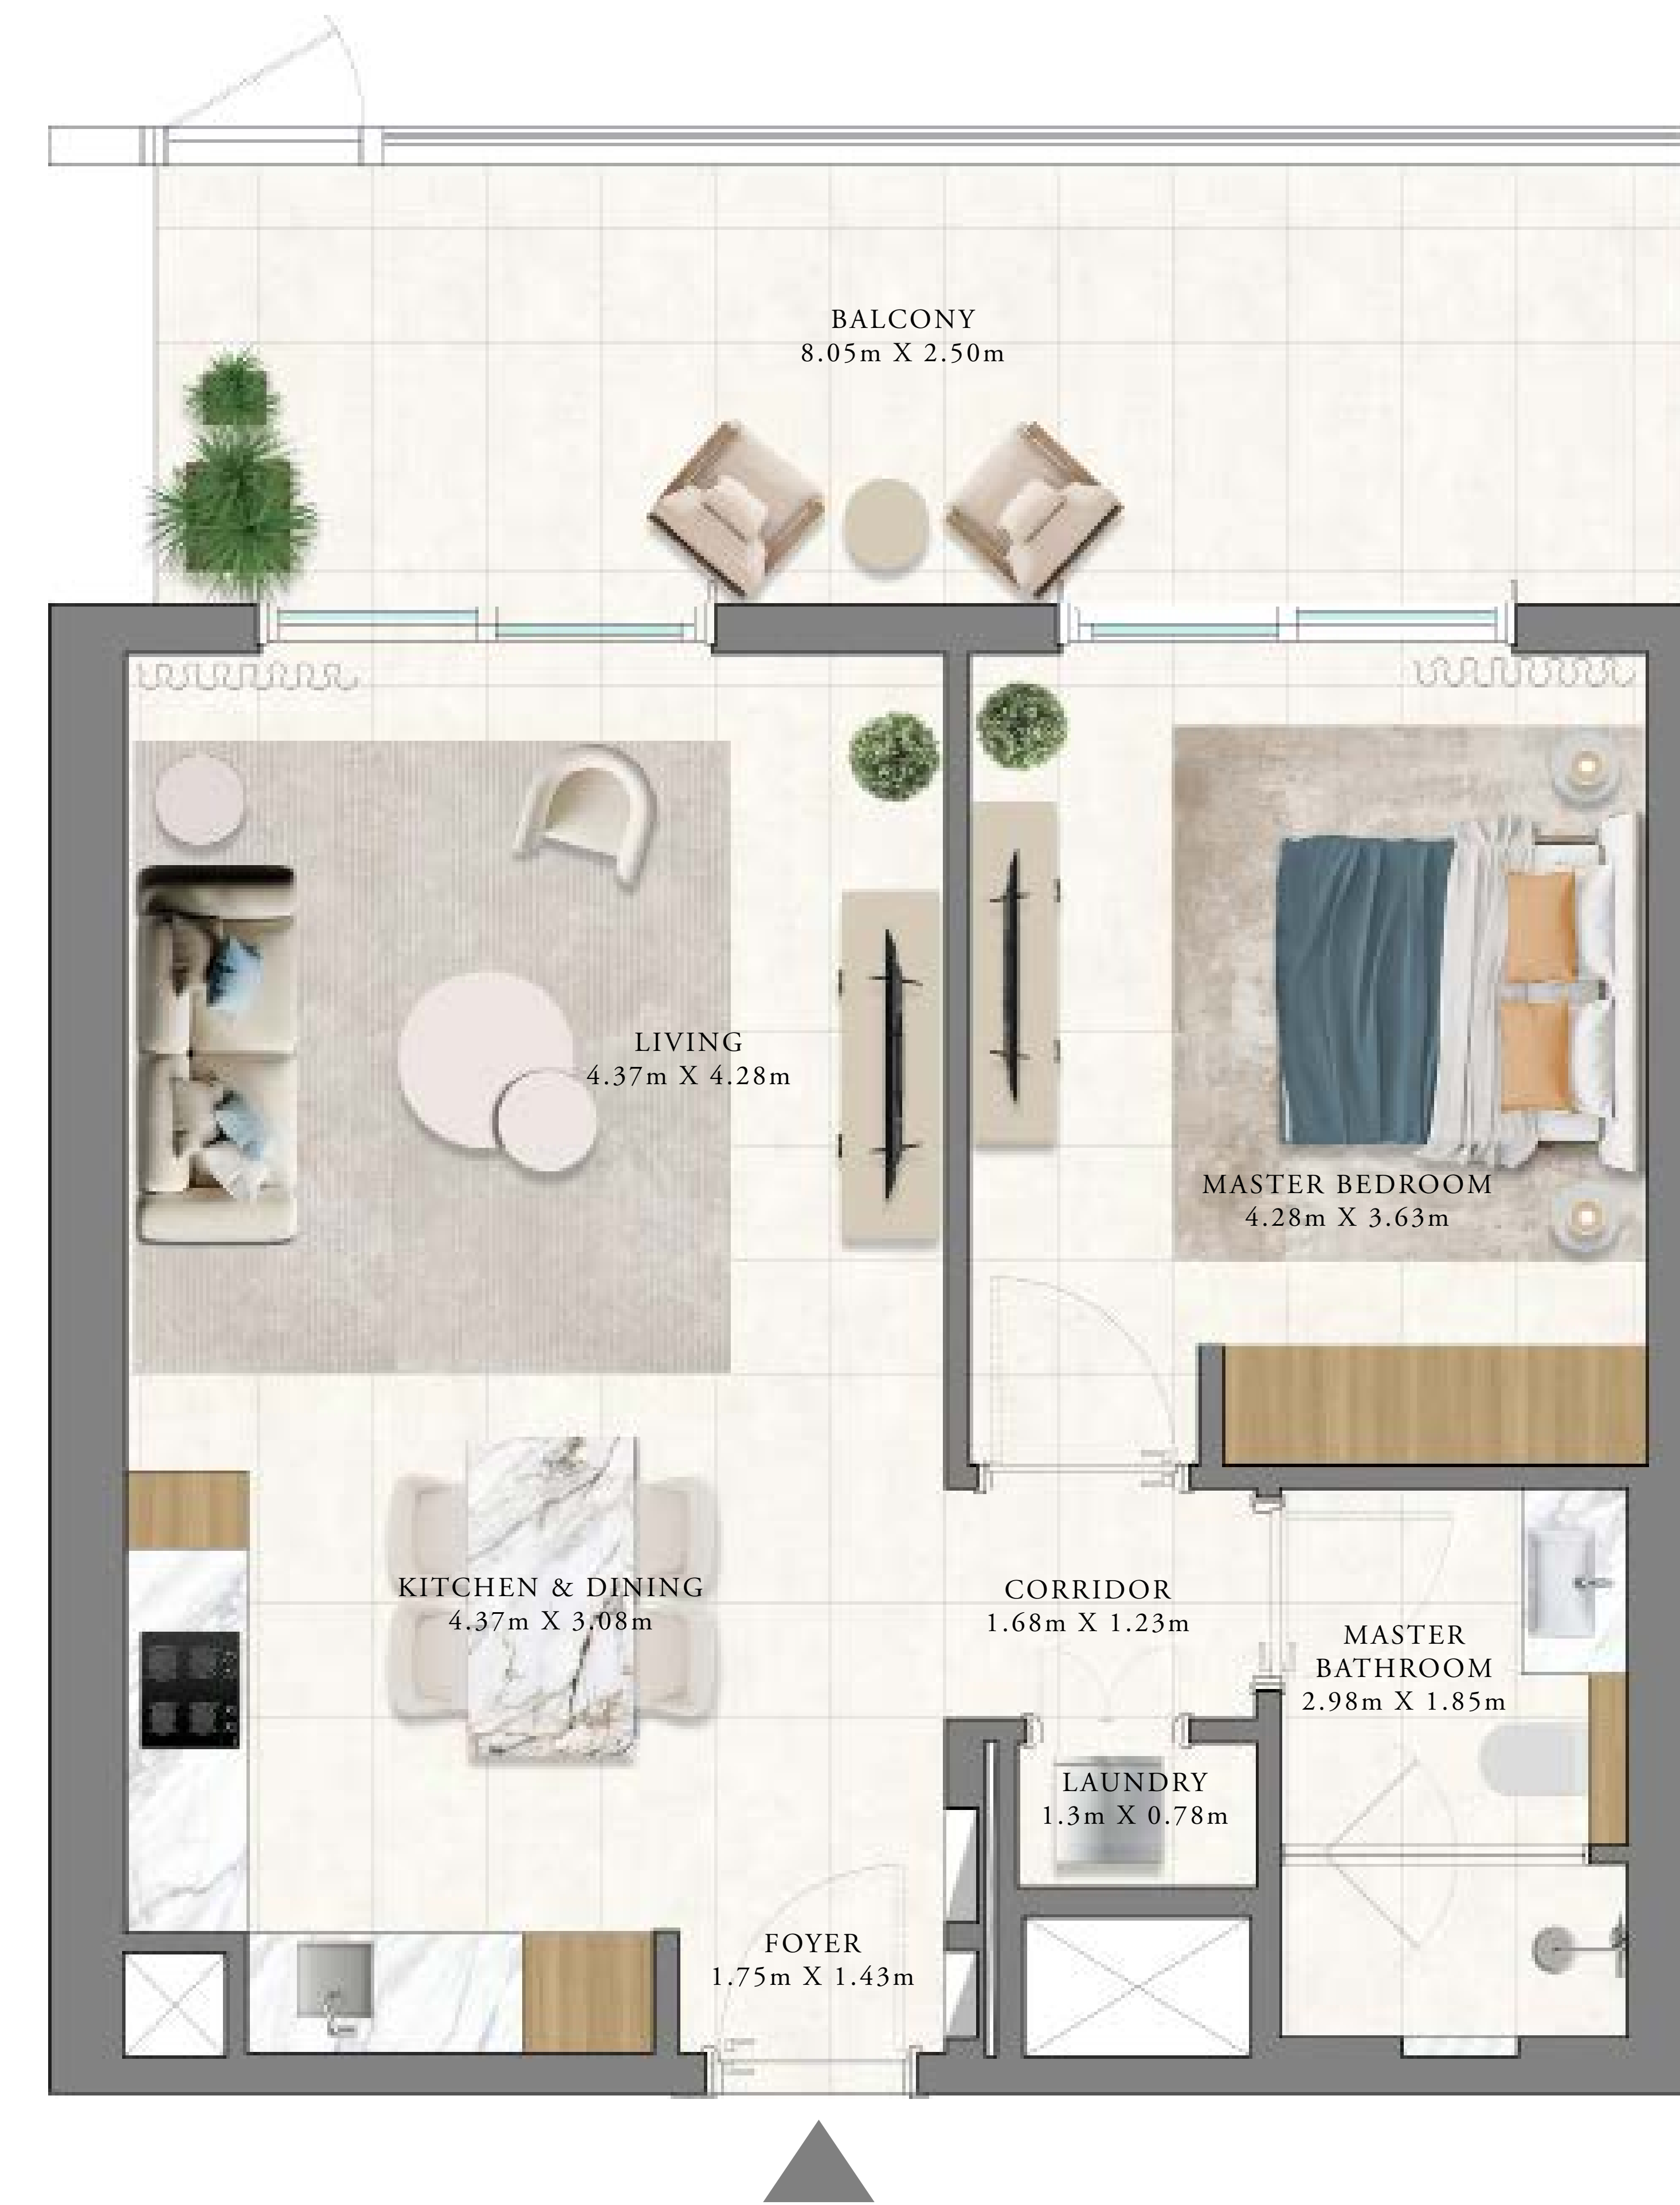 BALCONY
8.05m X 2.50m
LIVING
4.37m X 4.28m
MASTER BEDROOM
4.28m X 3.63m
KITCHEN & DINING
4.37m X 3.08m
CORRIDOR
1.68m X 1.23m
MASTER
BATHROOM
2.98m X 1.85m
LAUNDRY
1.3m X 0.78m
FOYER
1.75m X 1.43m